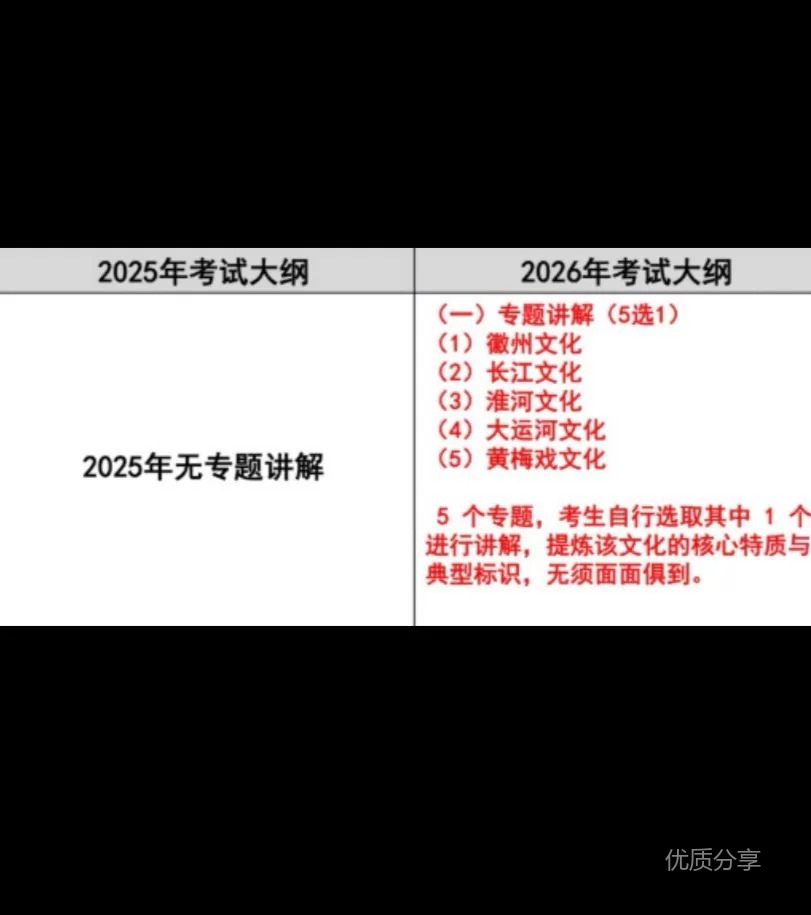 2025年考试大纲
2026年考试大纲
2025年无专题讲解
（一）专题讲解（5选1）
（1）徽州文化
（2）长江文化
（3）淮河文化
（4）大运河文化
（5）黄梅戏文化
5 个专题，考生自行选取其中 1 个
进行讲解，提炼该文化的核心特质与
典型标识，无须面面俱到。
优质分享